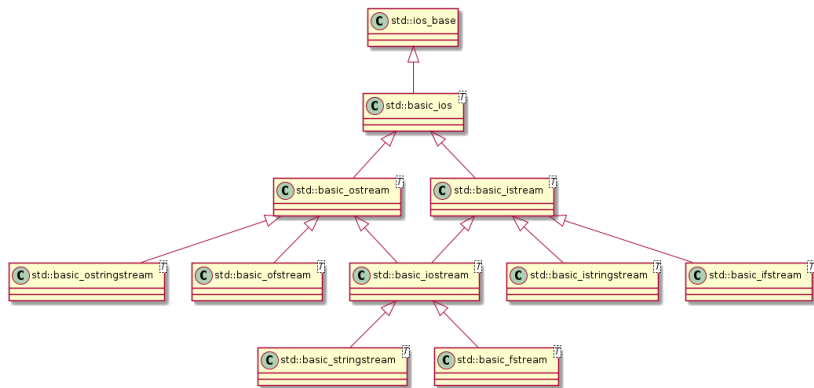 C std::ios_base
C std::basic_ios T
C std::basic_ostream T
C std::basic_istream T
C std::basic_ostringstream T
C std::basic_ofstream T
C std::basic_iostream T
C std::basic_istringstream T
C std::basic_ifstream T
C std::basic_stringstream T
C std::basic_fstream T